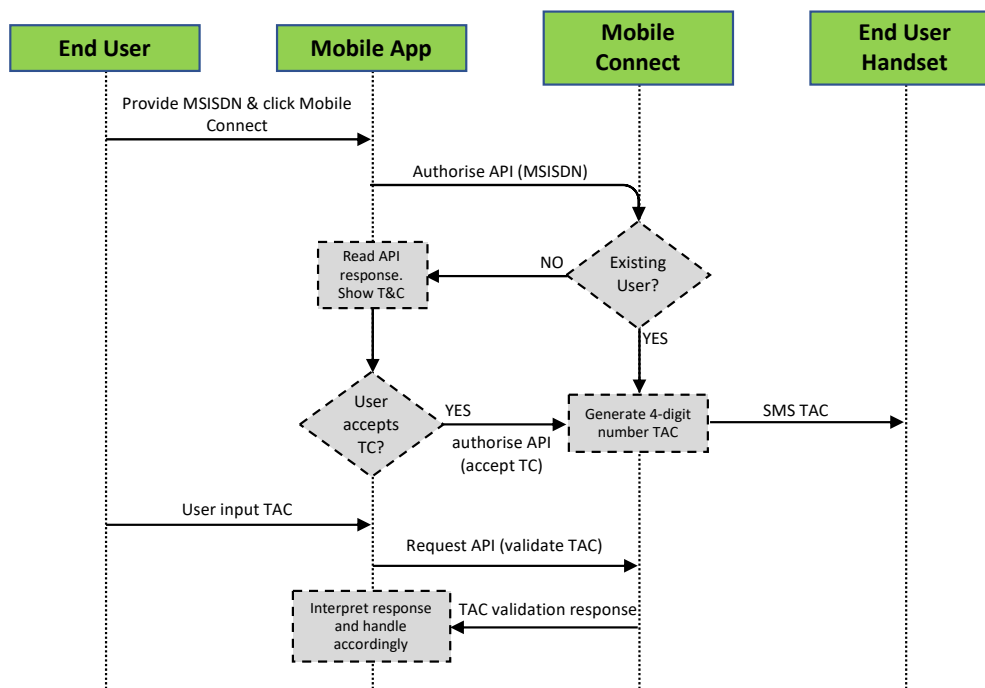 End User
Mobile App
Mobile
Connect
End User
Handset
Provide MSISDN & click Mobile
Connect
Authorise API (MSISDN)
Read API
response.
Show T&C
NO
Existing
User?
YES
User
accepts
TC?
YES
authorise API
(accept TC)
Generate 4-digit
number TAC
SMS TAC
User input TAC
Request API (validate TAC)
Interpret response
and handle
accordingly
TAC validation response